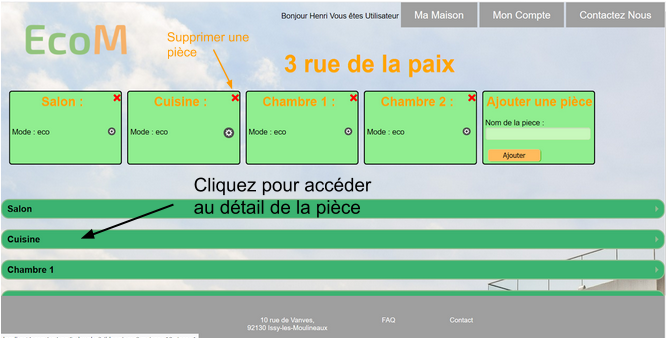 Bonjour Henri Vous êtes Utilisateur
Ma Maison
Mon Compte
Contactez Nous
EcoM
Supprimer une
pièce
3 rue de la paix
Salon :
Mode : eco
Cuisine :
Mode : eco
Chambre 1 :
Mode : eco
Chambre 2 :
Mode : eco
Ajouter une pièce
Nom de la piece :
Ajouter
Cliquez pour accéder
au détail de la pièce
Salon
Cuisine
Chambre 1
10 rue de Vanves,
92130 Issy-les-Moulineaux
FAQ
Contact